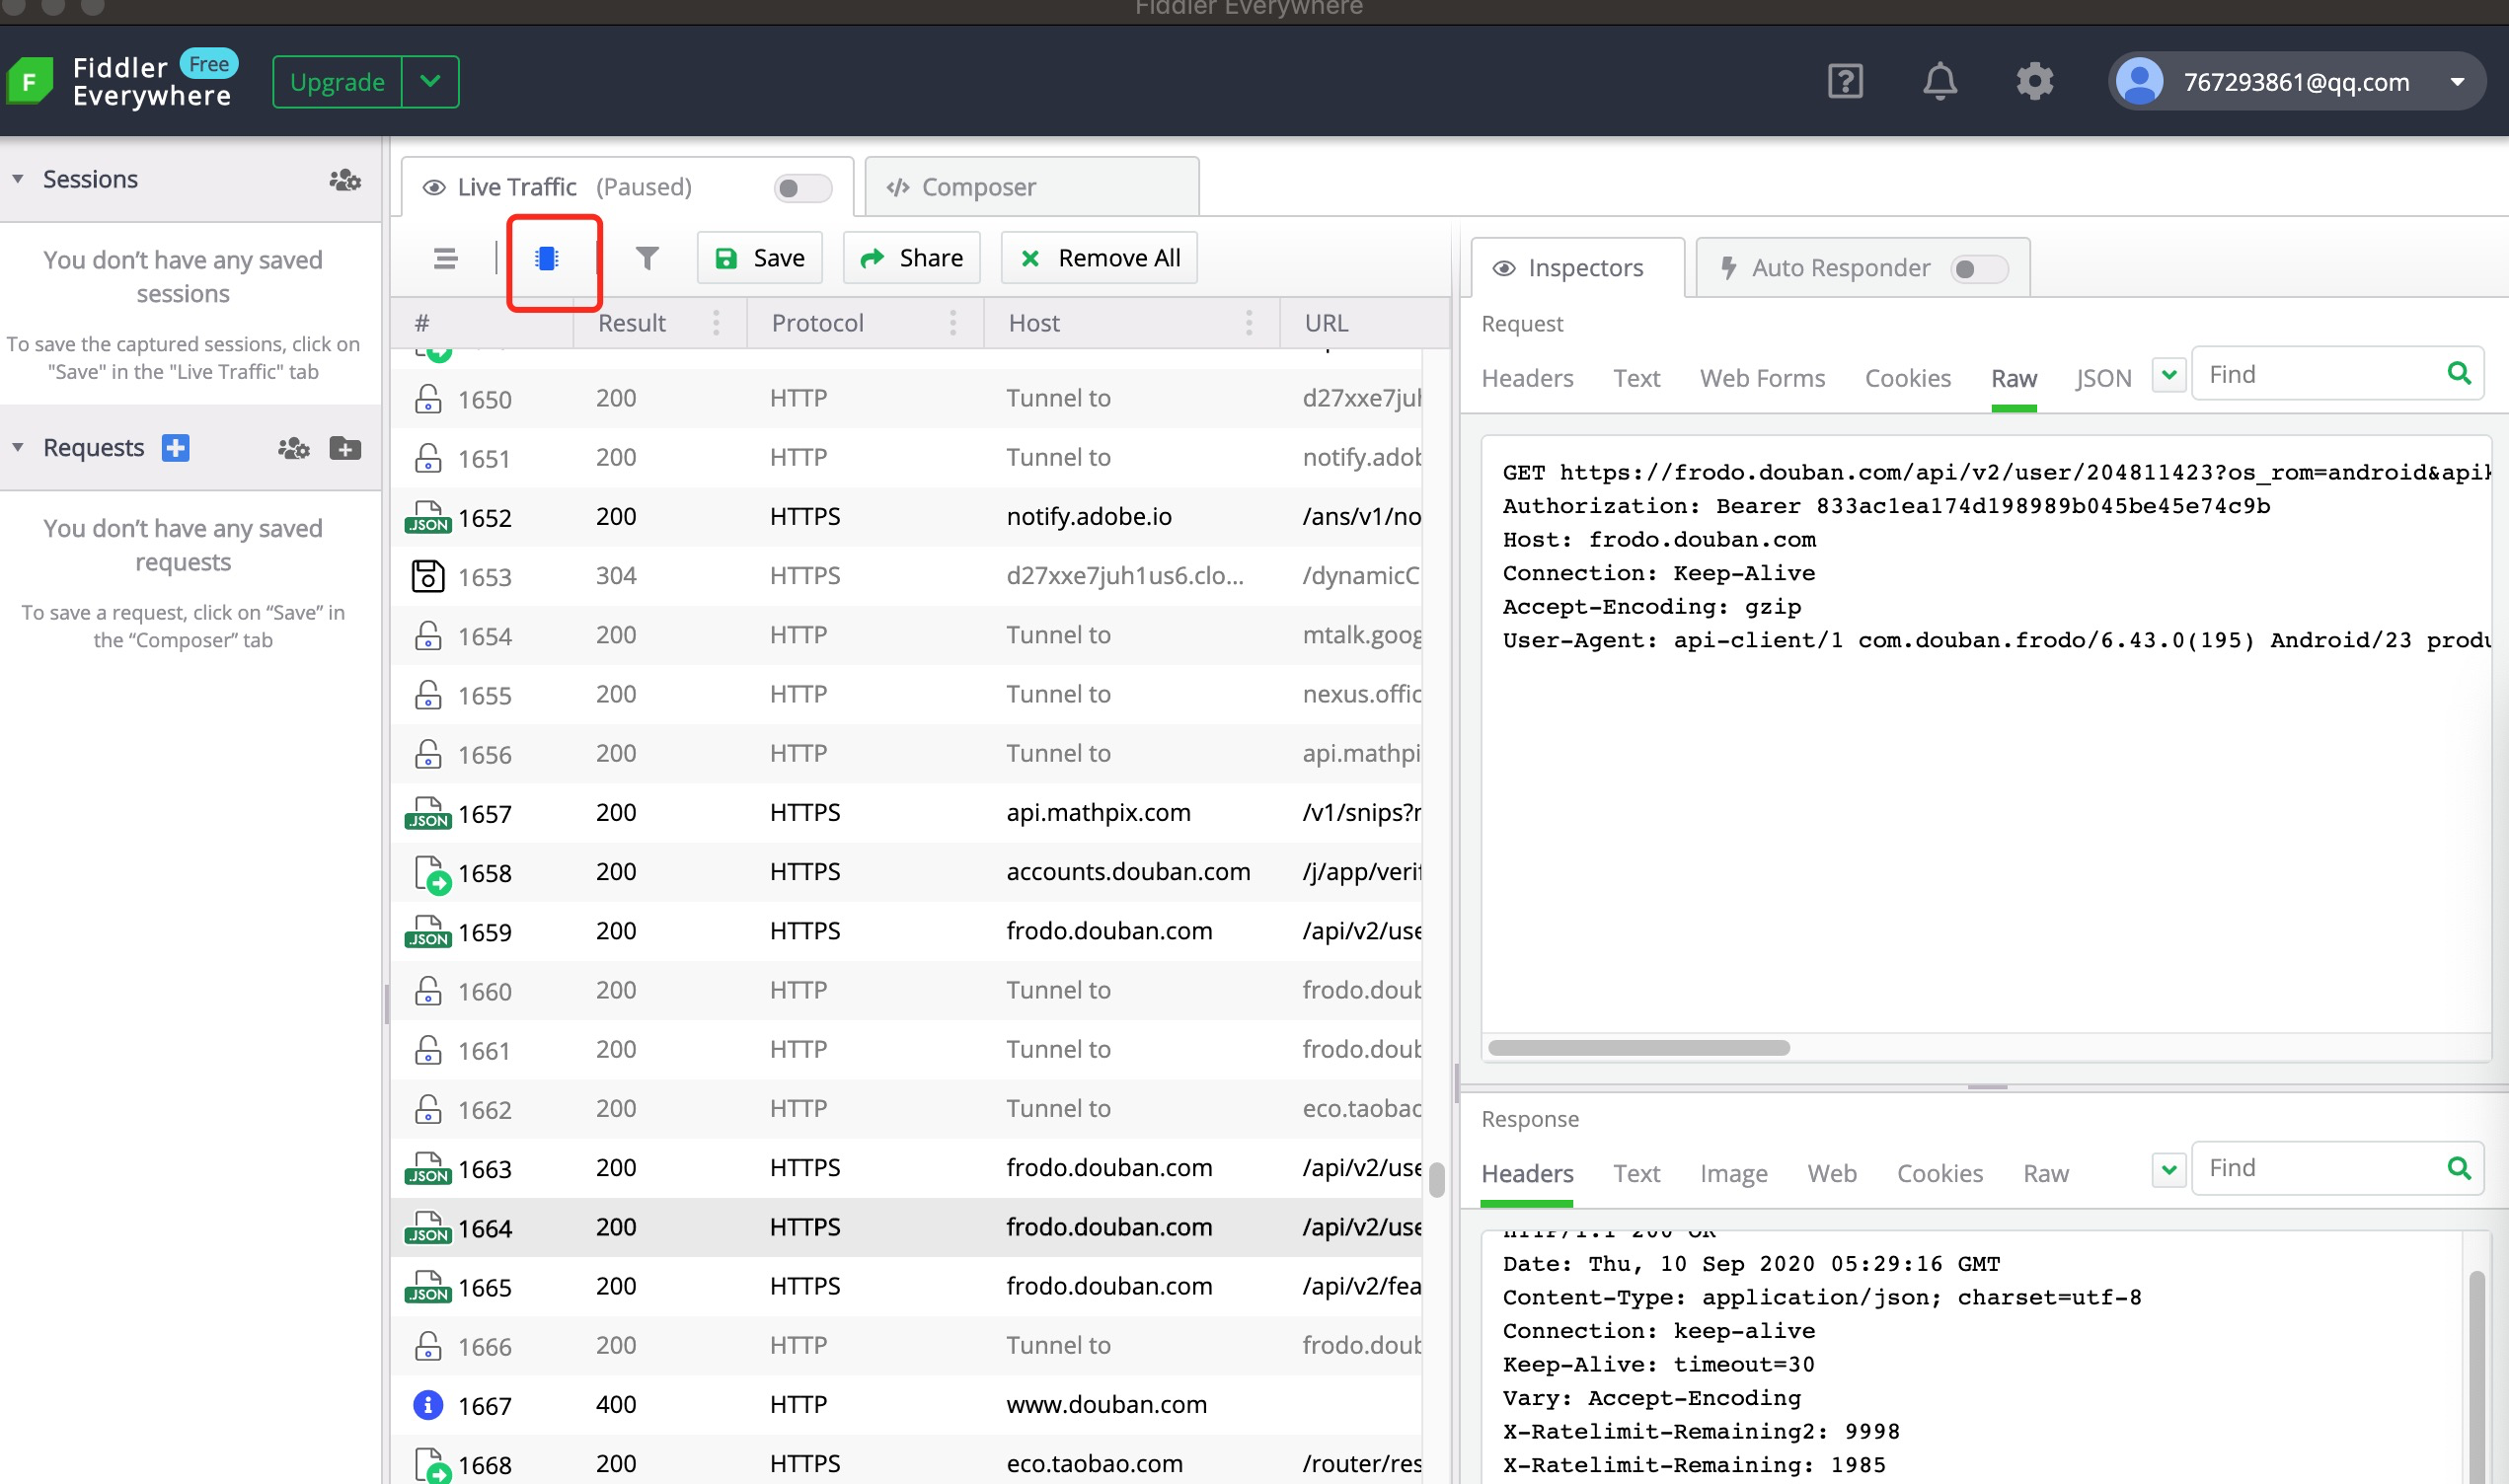 Fiddler Everywhere
Fiddler Free
Everywhere
Upgrade
767293861@qq.com
Sessions
You don’t have any saved
sessions
To save the captured sessions, click on
"Save" in the "Live Traffic" tab
Requests
You don’t have any saved
requests
To save a request, click on “Save” in
the “Composer” tab
Live Traffic (Paused)
Composer
Save
Share
Remove All
# Result Protocol Host URL
1650 200 HTTP Tunnel to d27xxe7juh
1651 200 HTTP Tunnel to notify.adob
1652 200 HTTPS notify.adobe.io /ans/v1/no
1653 304 HTTPS d27xxe7juh1us6.clo... /dynamicC
1654 200 HTTP Tunnel to mtalk.goog
1655 200 HTTP Tunnel to nexus.offic
1656 200 HTTP Tunnel to api.mathpi
1657 200 HTTPS api.mathpix.com /v1/snips?
1658 200 HTTPS accounts.douban.com /j/app/verif
1659 200 HTTPS frodo.douban.com /api/v2/use
1660 200 HTTP Tunnel to frodo.doub
1661 200 HTTP Tunnel to frodo.doub
1662 200 HTTP Tunnel to eco.taobao
1663 200 HTTPS frodo.douban.com /api/v2/use
1664 200 HTTPS frodo.douban.com /api/v2/use
1665 200 HTTPS frodo.douban.com /api/v2/fea
1666 200 HTTP Tunnel to frodo.doub
1667 400 HTTP www.douban.com
1668 200 HTTPS eco.taobao.com /router/res
Inspectors
Auto Responder
Request
Headers Text Web Forms Cookies Raw JSON Find
GET https://frodo.douban.com/api/v2/user/204811423?os_rom=android&apik
Authorization: Bearer 833ac1ea174d198989b045be45e74c9b
Host: frodo.douban.com
Connection: Keep-Alive
Accept-Encoding: gzip
User-Agent: api-client/1 com.douban.frodo/6.43.0(195) Android/23 produ
Response
Headers Text Image Web Cookies Raw Find
HTTP/1.1 200 OK
Date: Thu, 10 Sep 2020 05:29:16 GMT
Content-Type: application/json; charset=utf-8
Connection: keep-alive
Keep-Alive: timeout=30
Vary: Accept-Encoding
X-Ratelimit-Remaining2: 9998
X-Ratelimit-Remaining: 1985